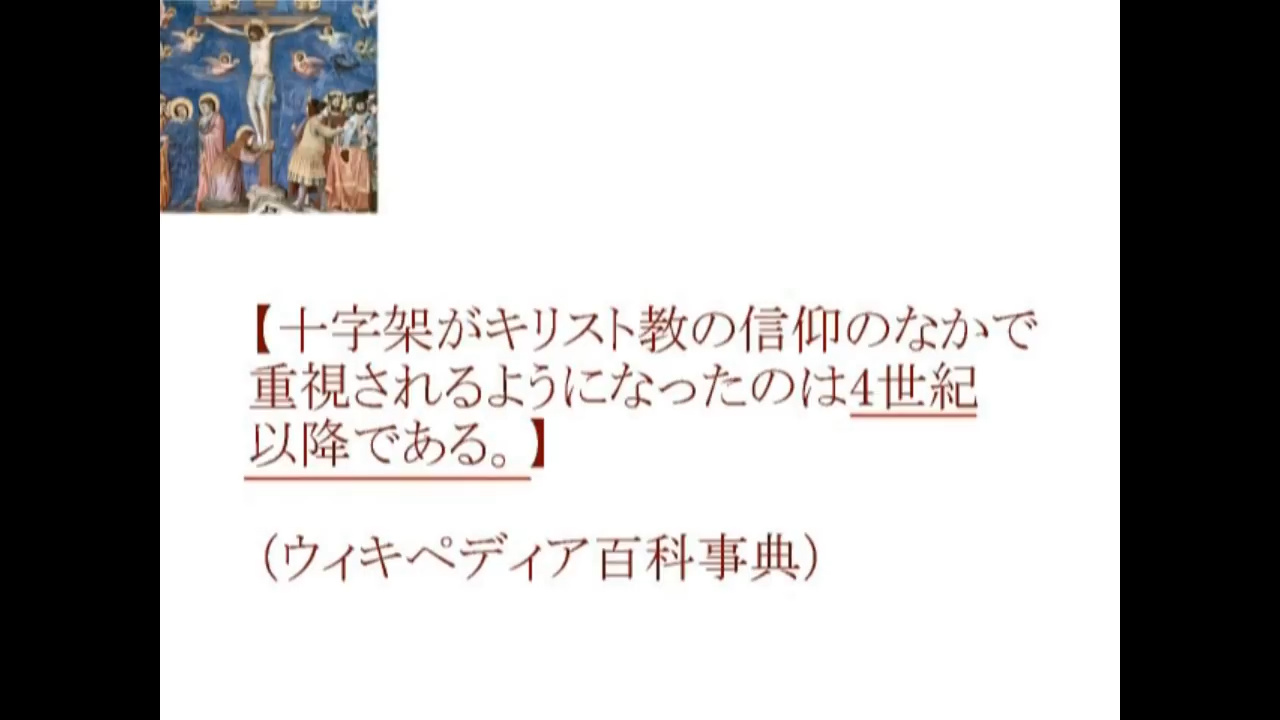 【十字架がキリスト教の信仰のなかで
重視されるようになったのは4世紀
以降である。】
（ウィキペディア百科事典）